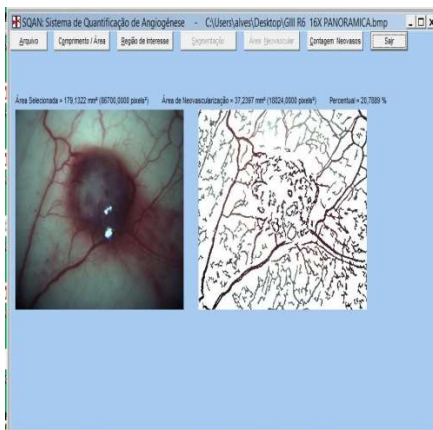 SQAN: Sistema de Quantificação de Angiogênese - C:\Users\alves\Desktop\GIII R6 16X PANORAMICA.bmp
Arquivo Comprimento / Área Região de Interesse Segmentação Área Neovascular Contagem Neovasos Sair
Área Selecionada = 179,1322 mm² (86700,0000 pixels²) Área de Neovascularização = 37,2397 mm² (18024,0000 pixels²) Percentual = 20,7889 %